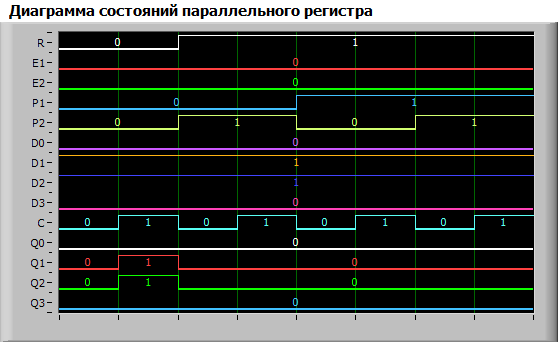 Диаграмма состояний параллельного регистра
R 0 1
E1 0
E2 0
P1 0 1
P2 0 1 0 1
D0 0
D1 1
D2 1
D3 0
C 0 1 0 1 0 1 0 1
Q0 0
Q1 0 1 0
Q2 0 1 0
Q3 0